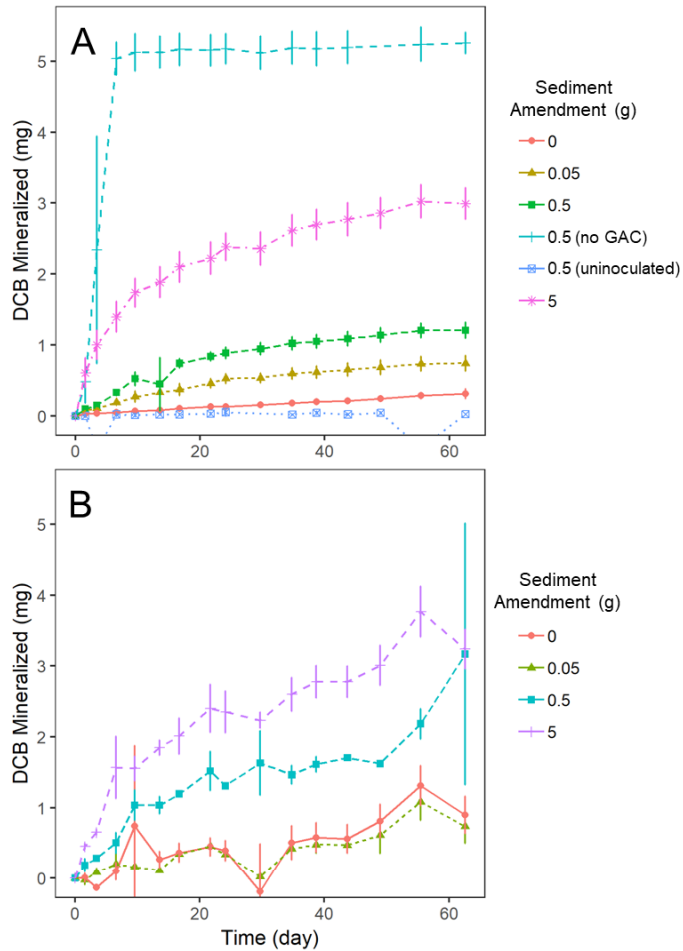 A
DCB Mineralized (mg)
5
4
3
2
1
0
0
20
40
60
Sediment
Amendment (g)
0
0.05
0.5
0.5 (no GAC)
0.5 (uninoculated)
5
B
DCB Mineralized (mg)
5
4
3
2
1
0
0
20
40
60
Time (day)
Sediment
Amendment (g)
0
0.05
0.5
5